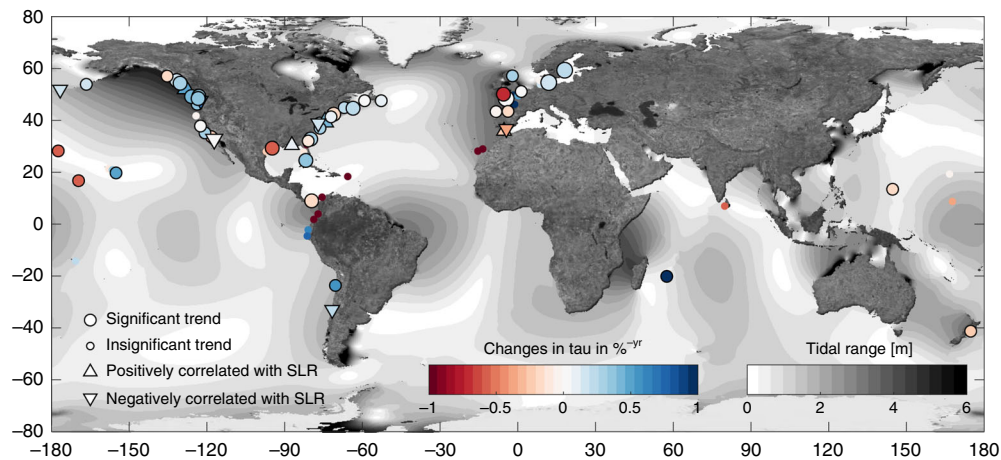 80
60
40
20
0
−20
−40
−60
−80
Significant trend
Insignificant trend
Positively correlated with SLR
Negatively correlated with SLR
Changes in tau in %⁻ʸʳ
−1 −0.5 0 0.5 1
Tidal range [m]
0 2 4 6
−180 −150 −120 −90 −60 −30 0 30 60 90 120 150 180